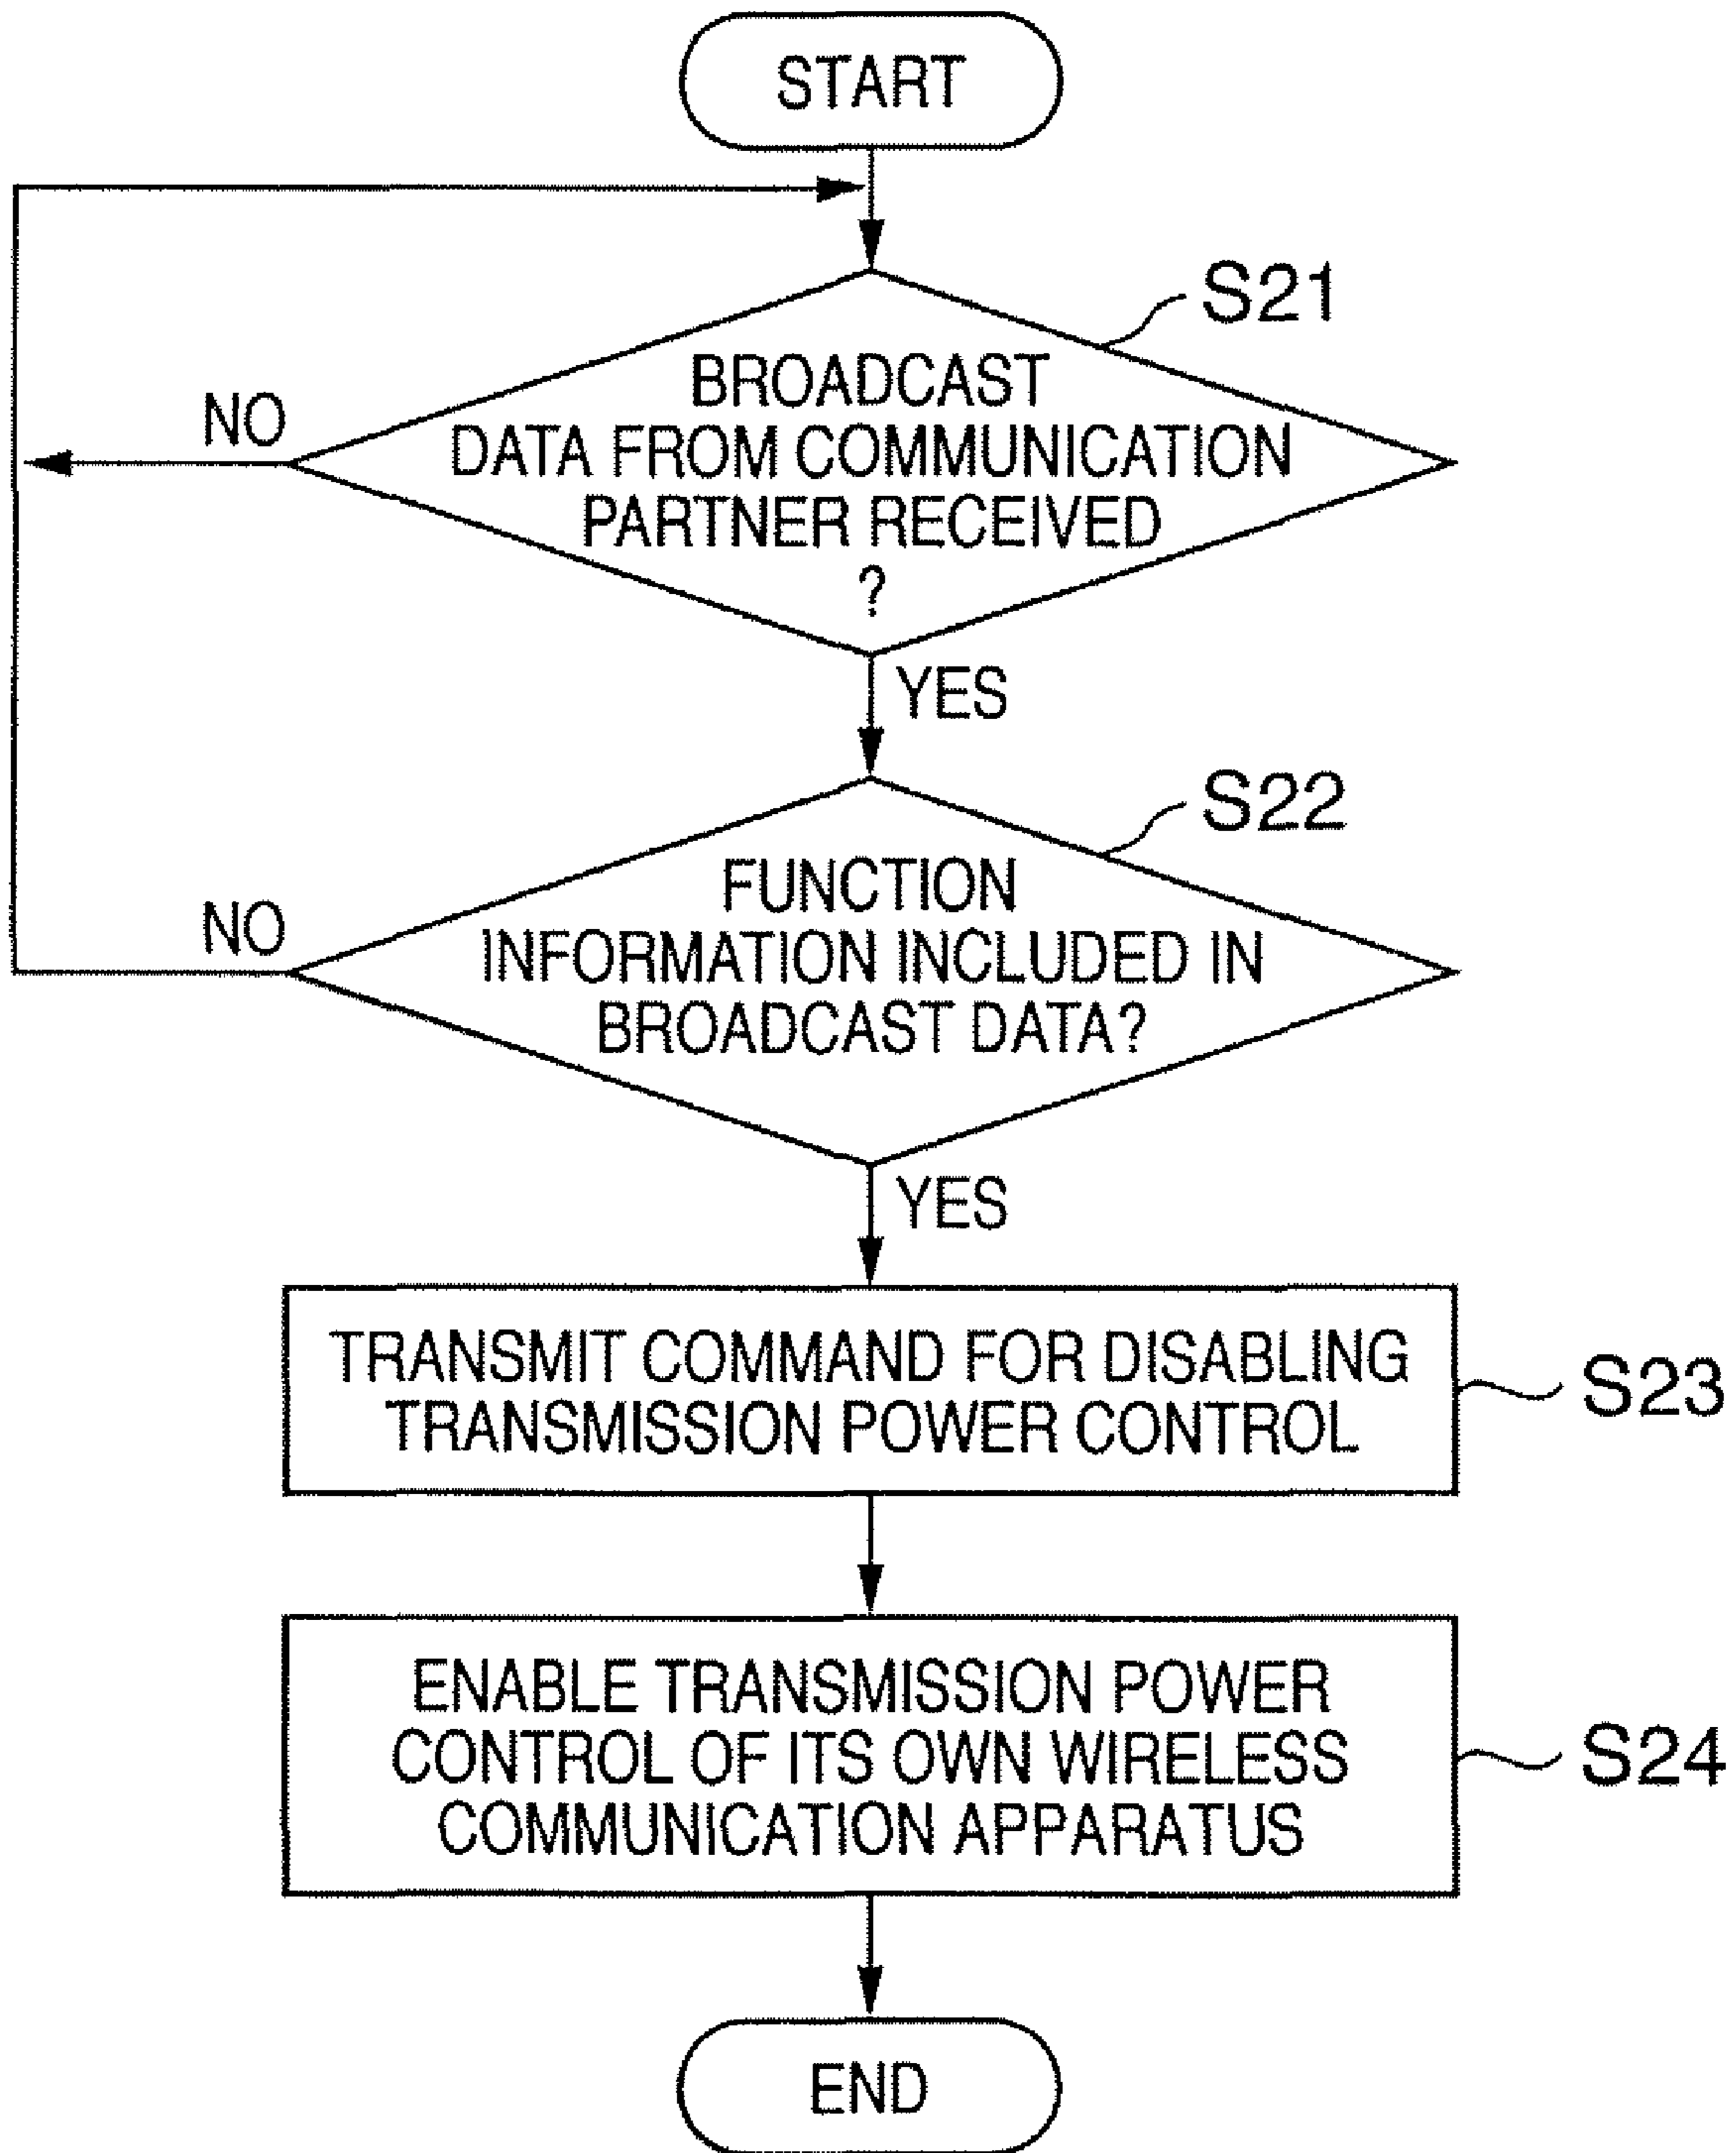 START
S21
BROADCAST
DATA FROM COMMUNICATION
PARTNER RECEIVED
?
NO
YES
S22
FUNCTION
INFORMATION INCLUDED IN
BROADCAST DATA?
NO
YES
TRANSMIT COMMAND FOR DISABLING
TRANSMISSION POWER CONTROL
S23
ENABLE TRANSMISSION POWER
CONTROL OF ITS OWN WIRELESS
COMMUNICATION APPARATUS
S24
END